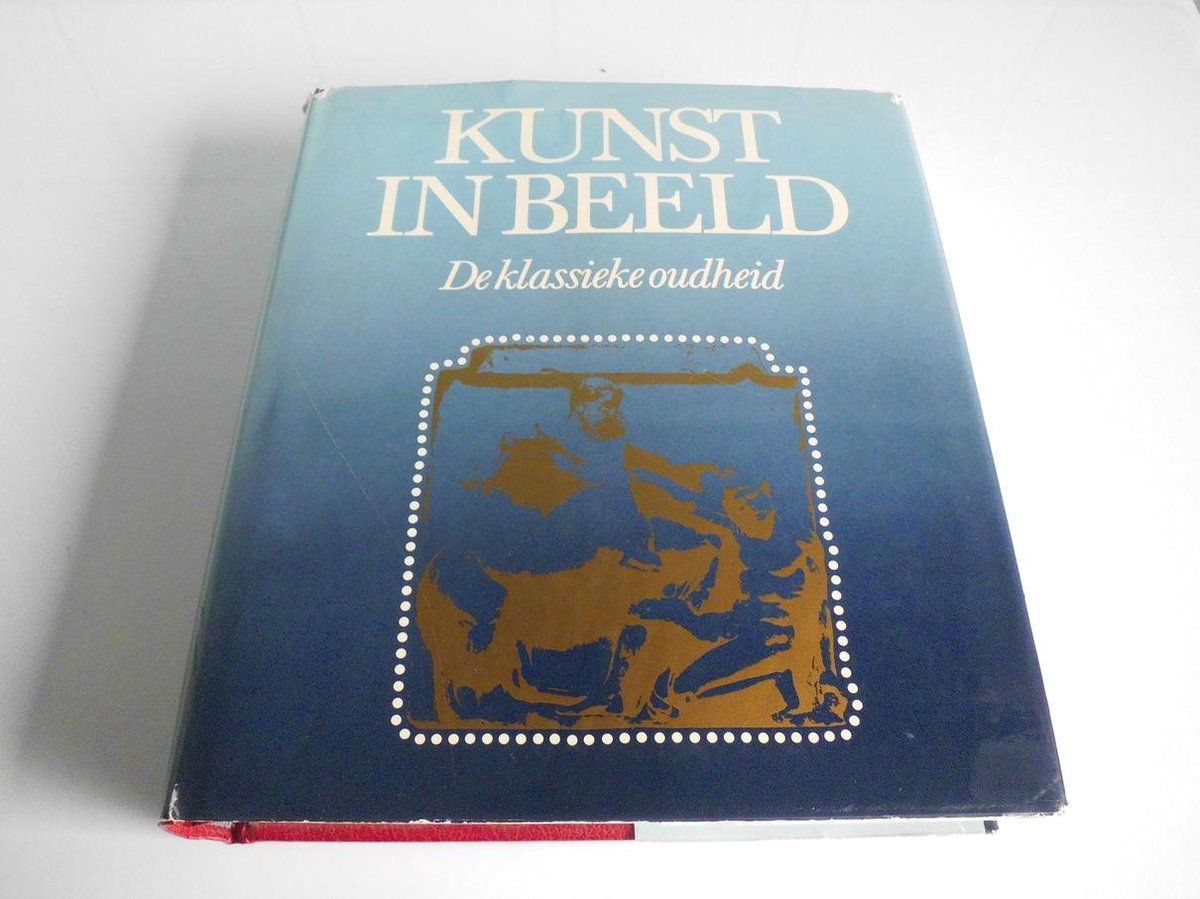 KUNST
IN BEELD
De klassieke oudheid